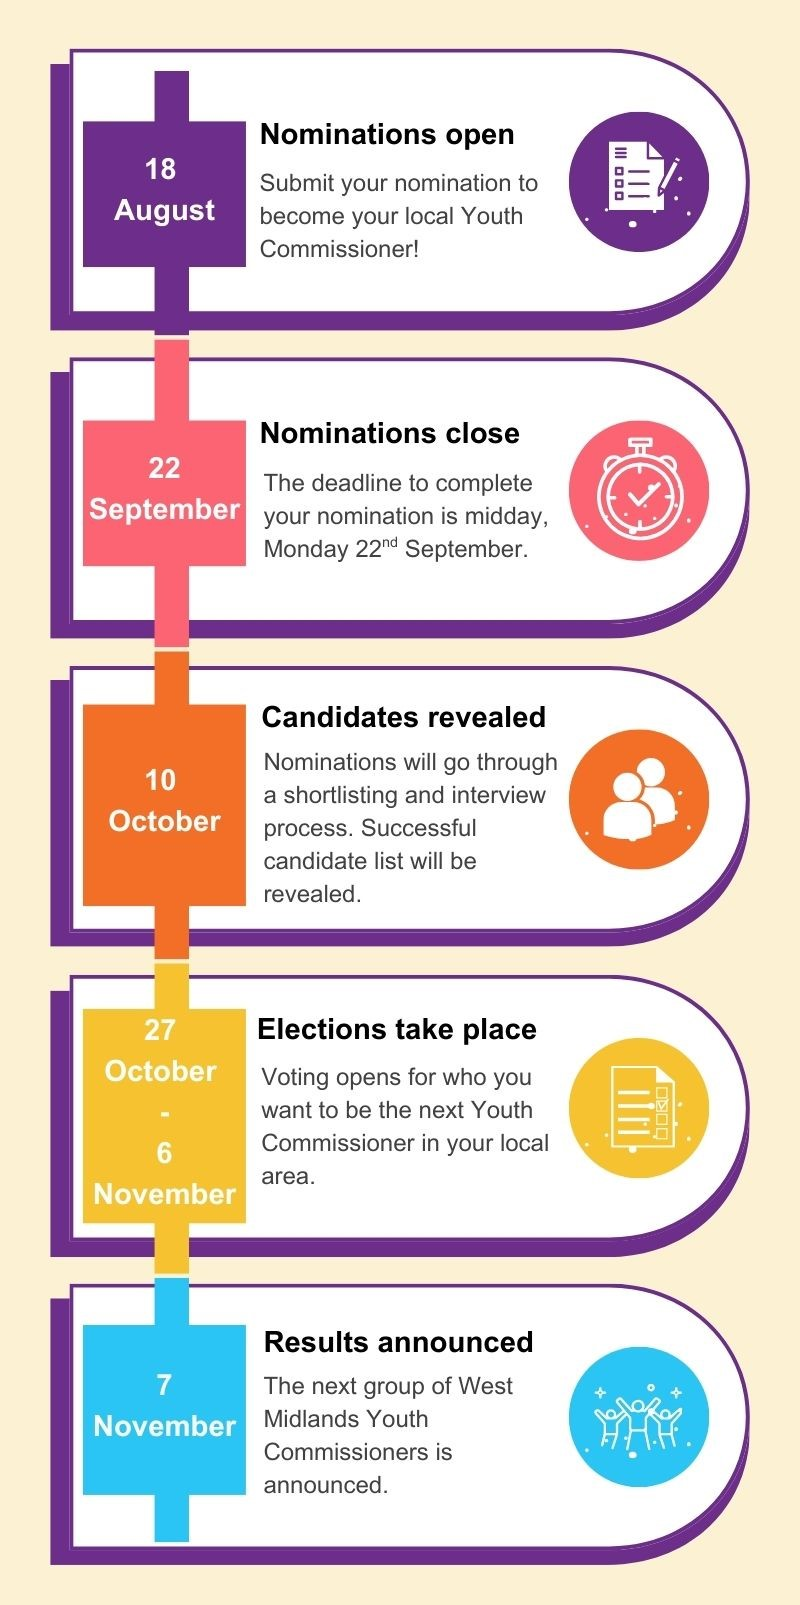 18
August
Nominations open
Submit your nomination to
become your local Youth
Commissioner!
22
September
Nominations close
The deadline to complete
your nomination is midday,
Monday 22nd September.
10
October
Candidates revealed
Nominations will go through
a shortlisting and interview
process. Successful
candidate list will be
revealed.
27
October
-
6
November
Elections take place
Voting opens for who you
want to be the next Youth
Commissioner in your local
area.
7
November
Results announced
The next group of West
Midlands Youth
Commissioners is
announced.